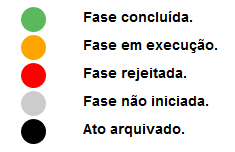 Fase concluída.
Fase em execução.
Fase rejeitada.
Fase não iniciada.
Ato arquivado.